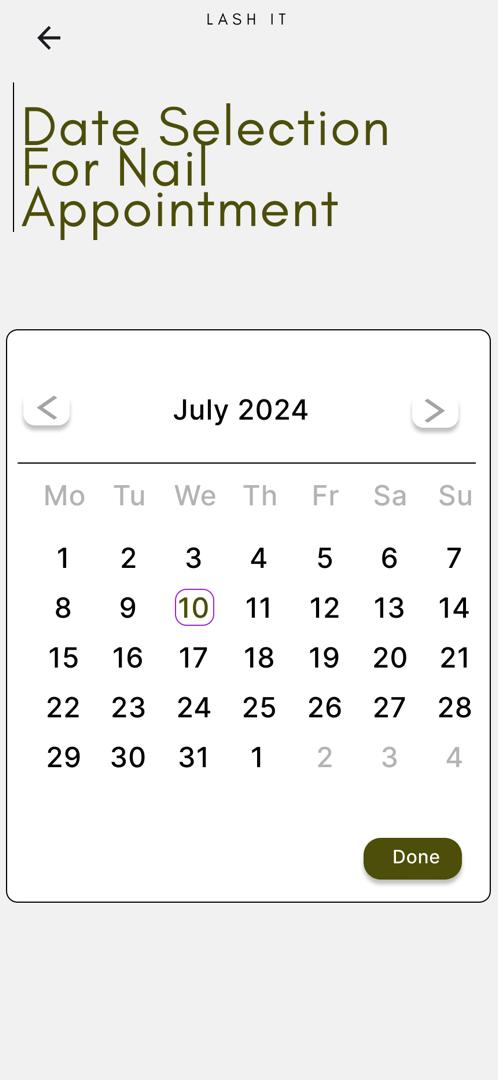 LASH IT
Date Selection
For Nail
Appointment
July 2024
Mo Tu We Th Fr Sa Su
1 2 3 4 5 6 7
8 9 10 11 12 13 14
15 16 17 18 19 20 21
22 23 24 25 26 27 28
29 30 31 1 2 3 4
Done